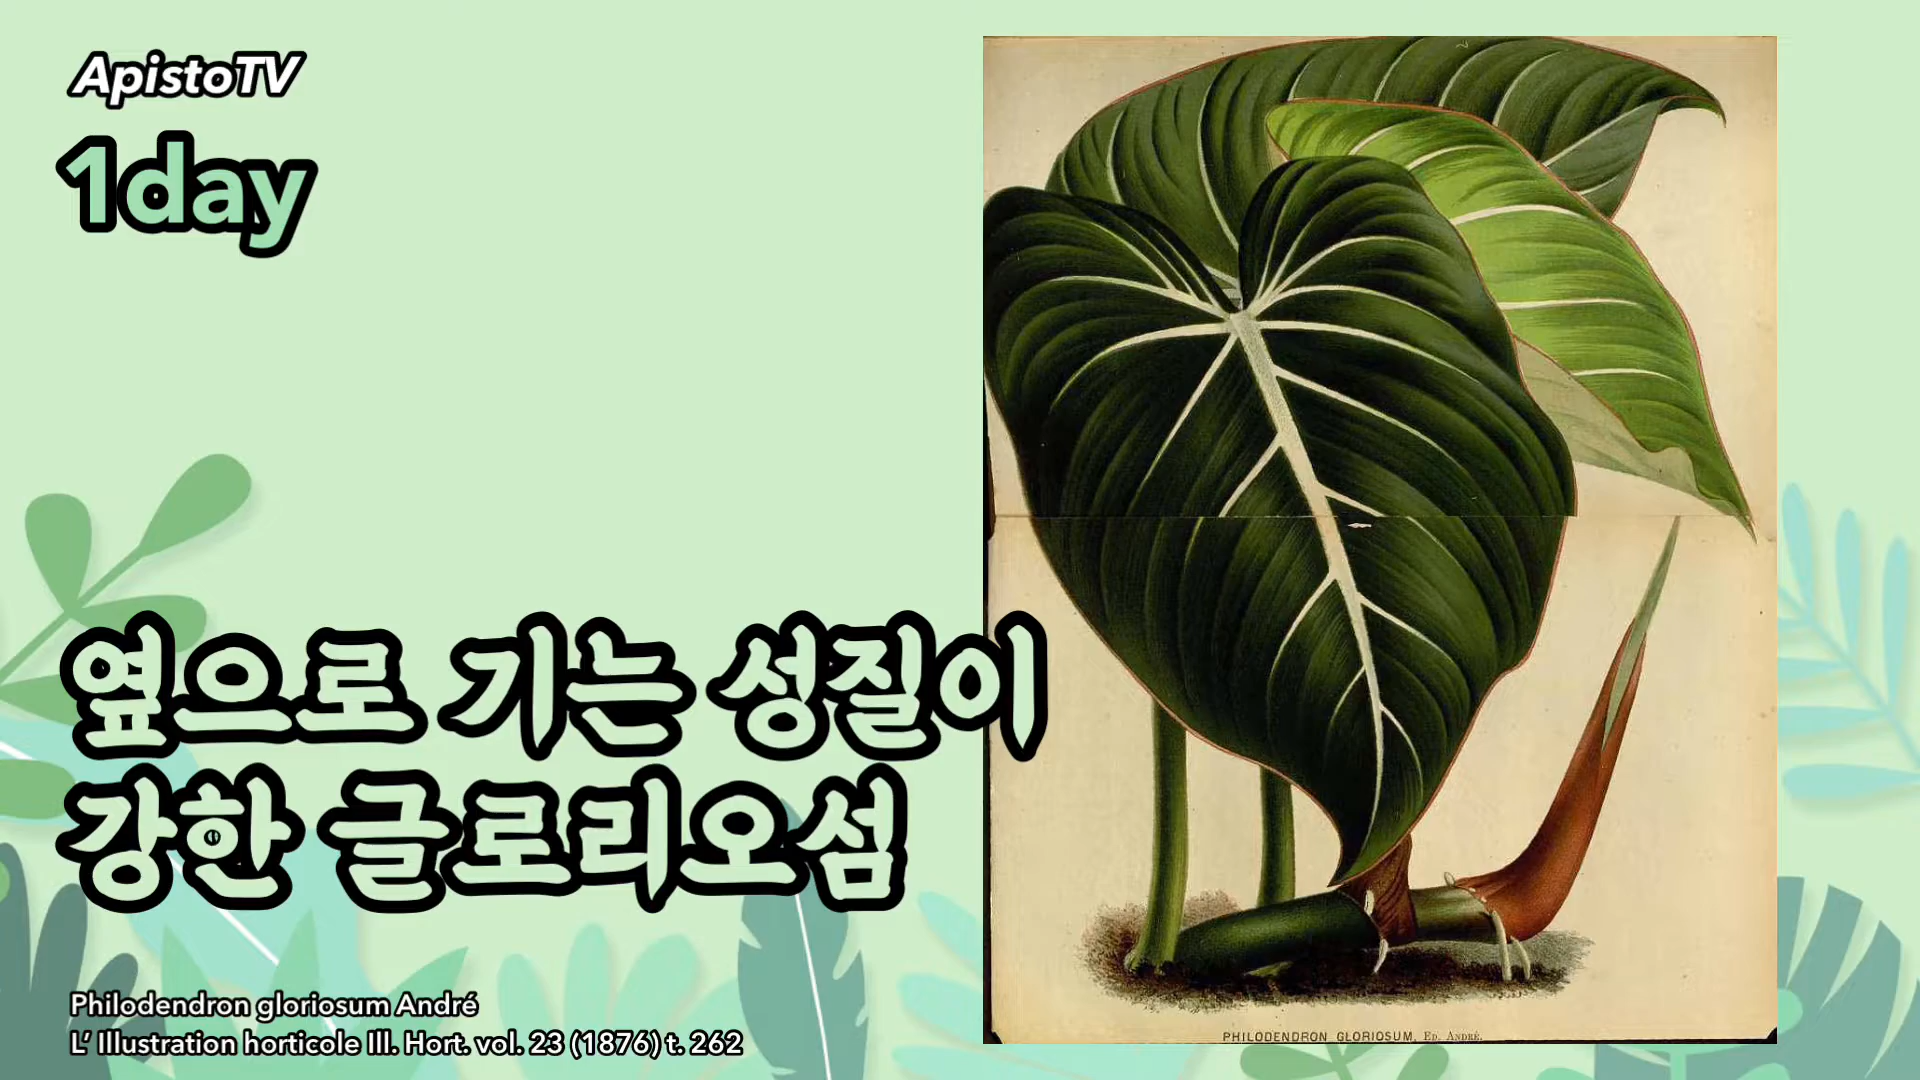 ApistoTV
1day
옆으로 기는 성질이
강한 글로리오섬
Philodendron gloriosum André
L’ Illustration horticole Ill. Hort. vol. 23 (1876) t. 262
PHILODENDRON GLORIOSUM, Ed. André.